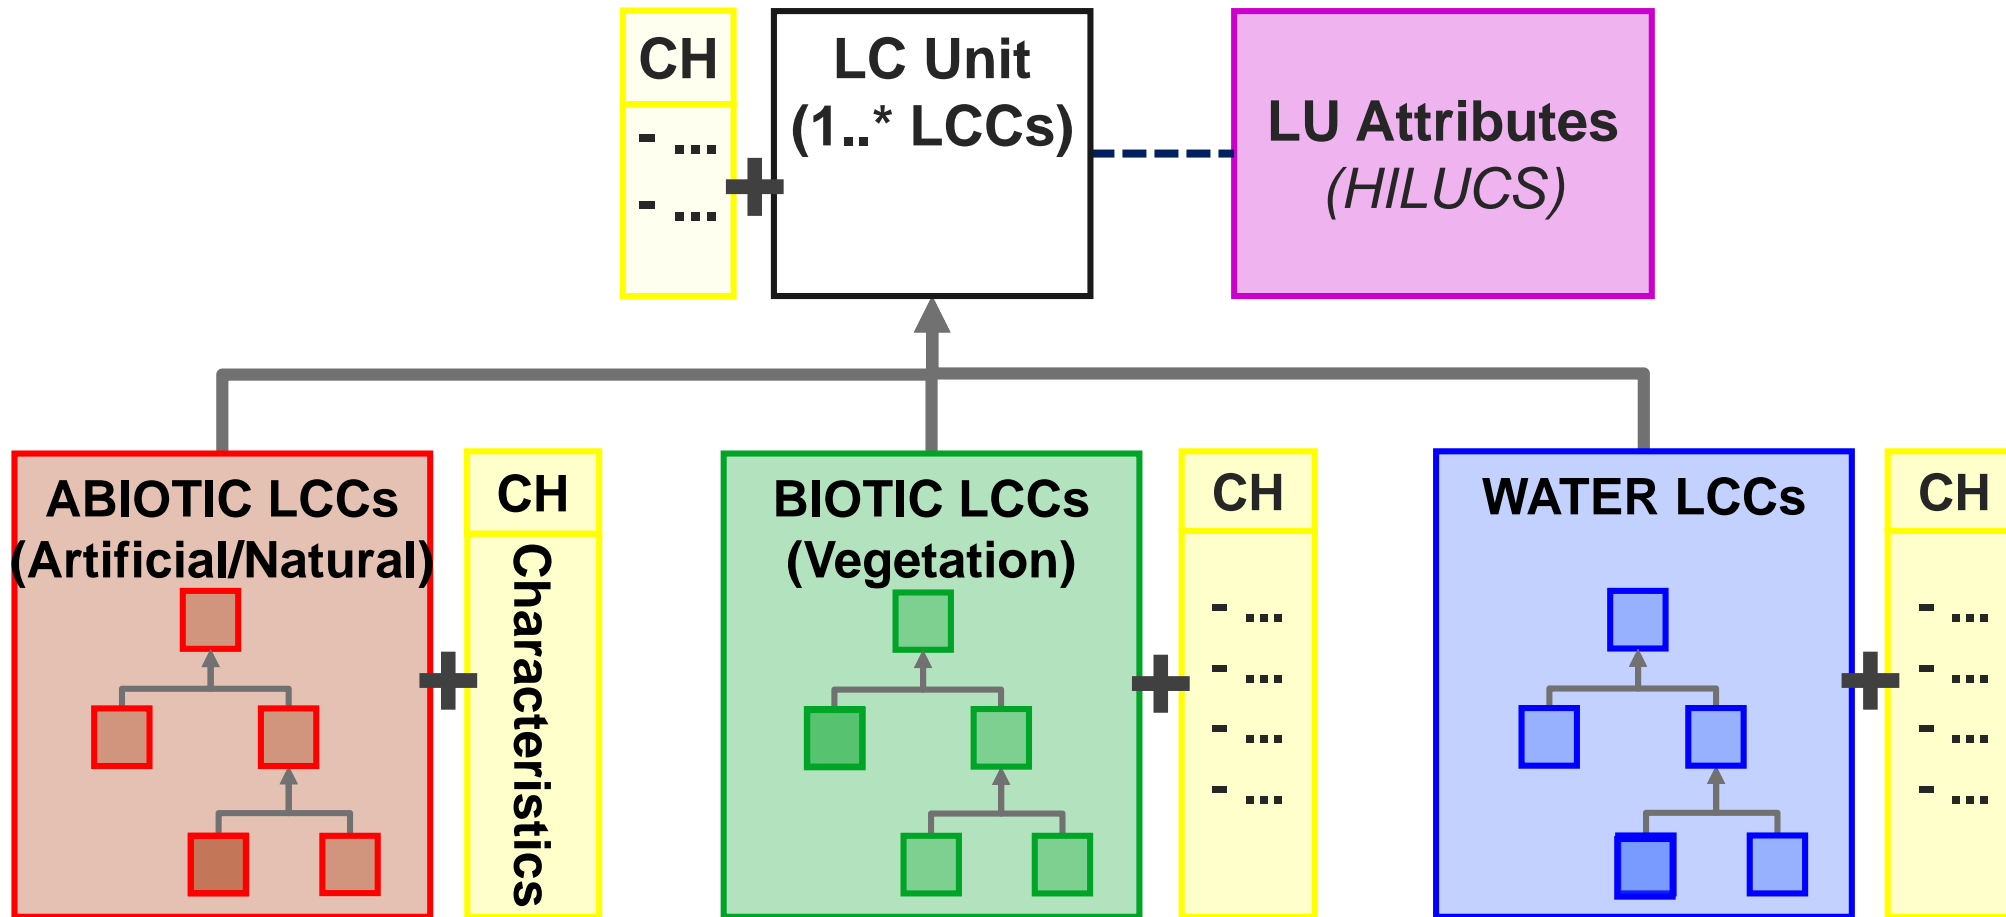 CH
- ...
- ...
LC Unit
(1..* LCCs)
LU Attributes
(HILUCS)
ABIOTIC LCCs
(Artificial/Natural)
CH
Characteristics
BIOTIC LCCs
(Vegetation)
CH
- ...
- ...
- ...
- ...
WATER LCCs
CH
- ...
- ...
- ...
- ...